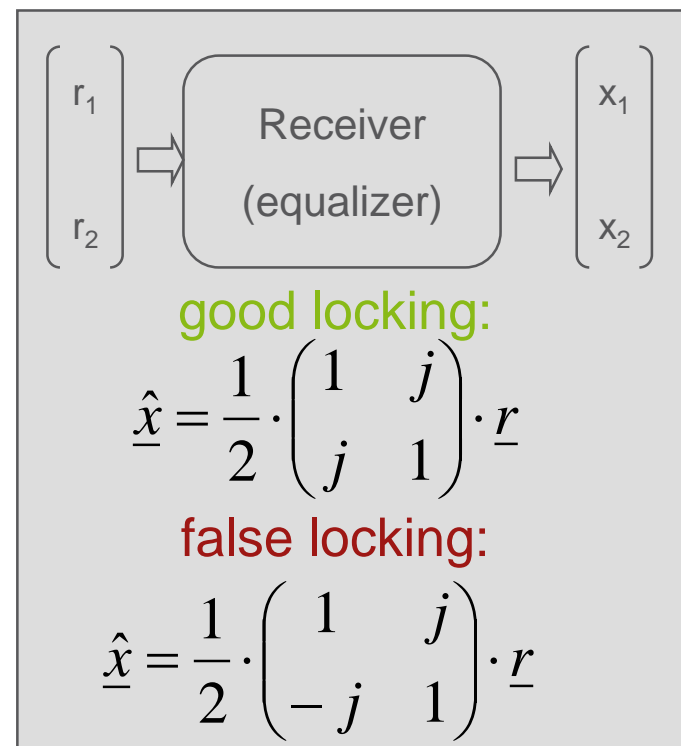 r₁ Receiver x₁
(equalizer)
r₂ x₂
good locking:
x̂ = 1/2 · ( 1 j ; j 1 ) · r
false locking:
x̂ = 1/2 · ( 1 j ; −j 1 ) · r